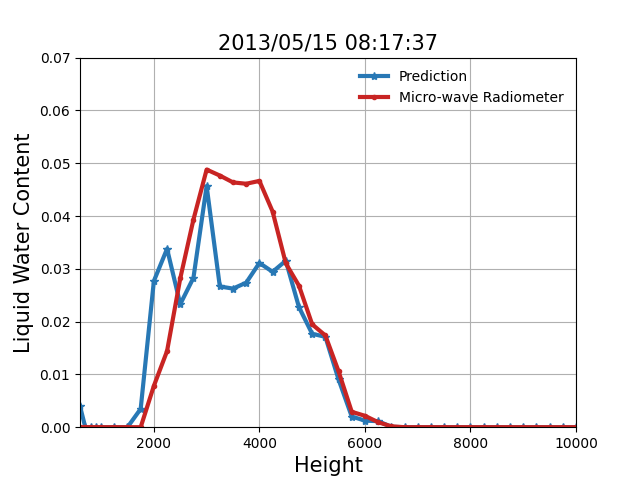 2013/05/15 08:17:37
0.07
0.06
0.05
0.04
0.03
0.02
0.01
0.00
Liquid Water Content
Prediction
Micro-wave Radiometer
2000 4000 6000 8000 10000
Height